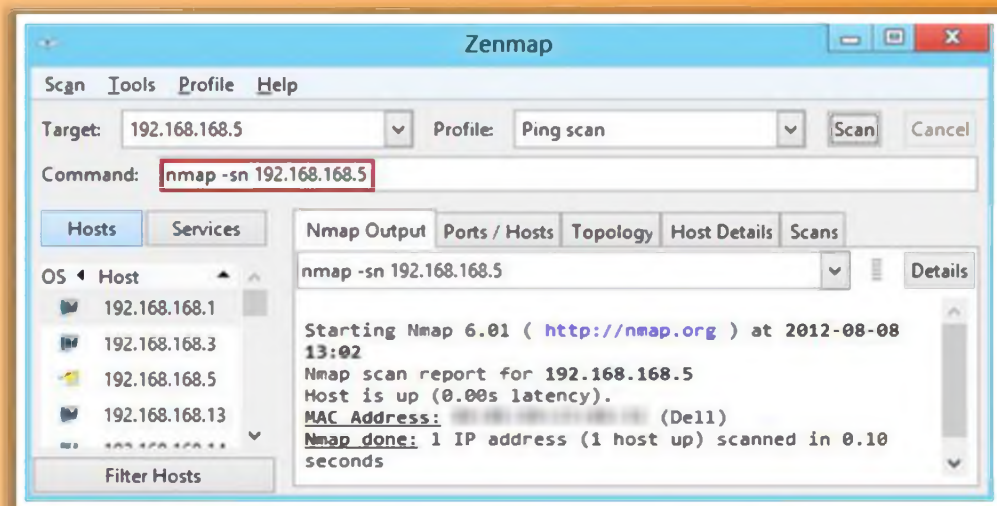 Zenmap
Scan Tools Profile Help
Target: 192.168.168.5 Profile: Ping scan Scan Cancel
Command: nmap -sn 192.168.168.5
Hosts Services
Nmap Output Ports / Hosts Topology Host Details Scans
OS Host
nmap -sn 192.168.168.5 Details
192.168.168.1
192.168.168.3
192.168.168.5
192.168.168.13
Filter Hosts
Starting Nmap 6.01 ( http://nmap.org ) at 2012-08-08
13:02
Nmap scan report for 192.168.168.5
Host is up (0.00s latency).
MAC Address: (Dell)
Nmap done: 1 IP address (1 host up) scanned in 0.10
seconds